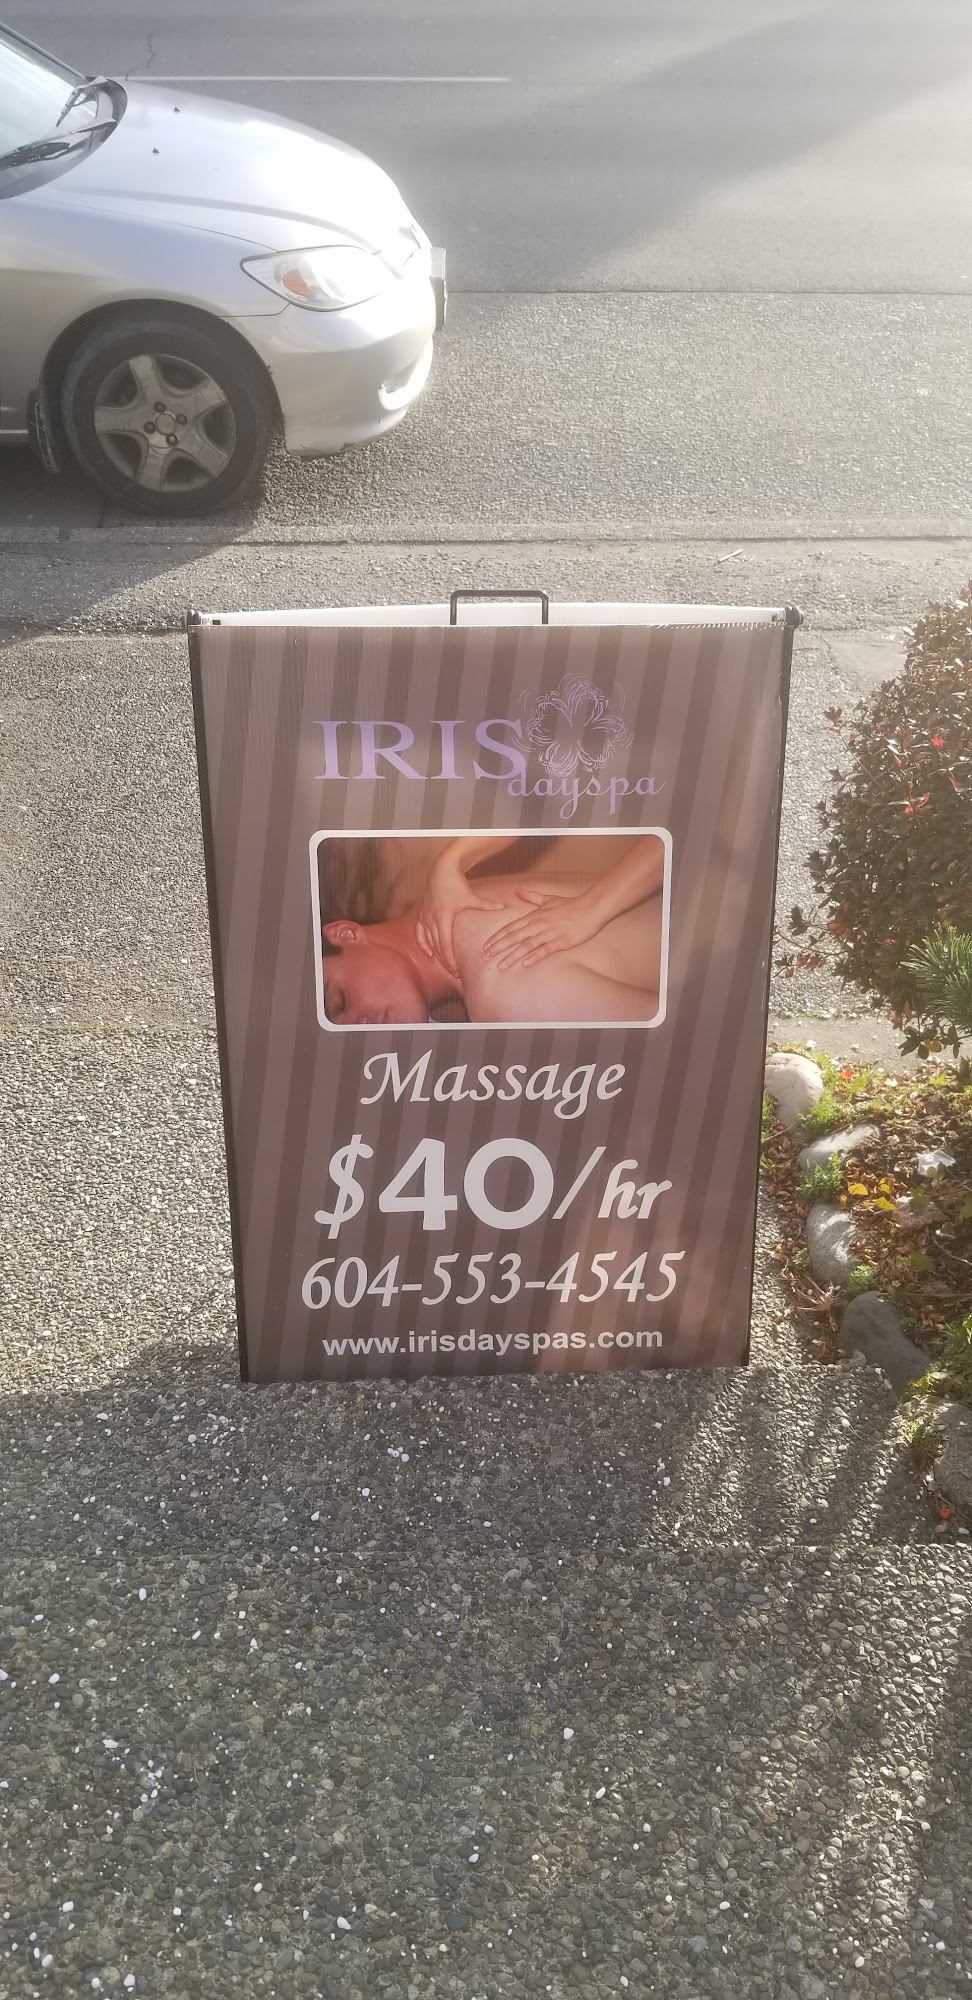 IRIS
dayspa
Massage
$40/hr
604-553-4545
www.irisdayspas.com